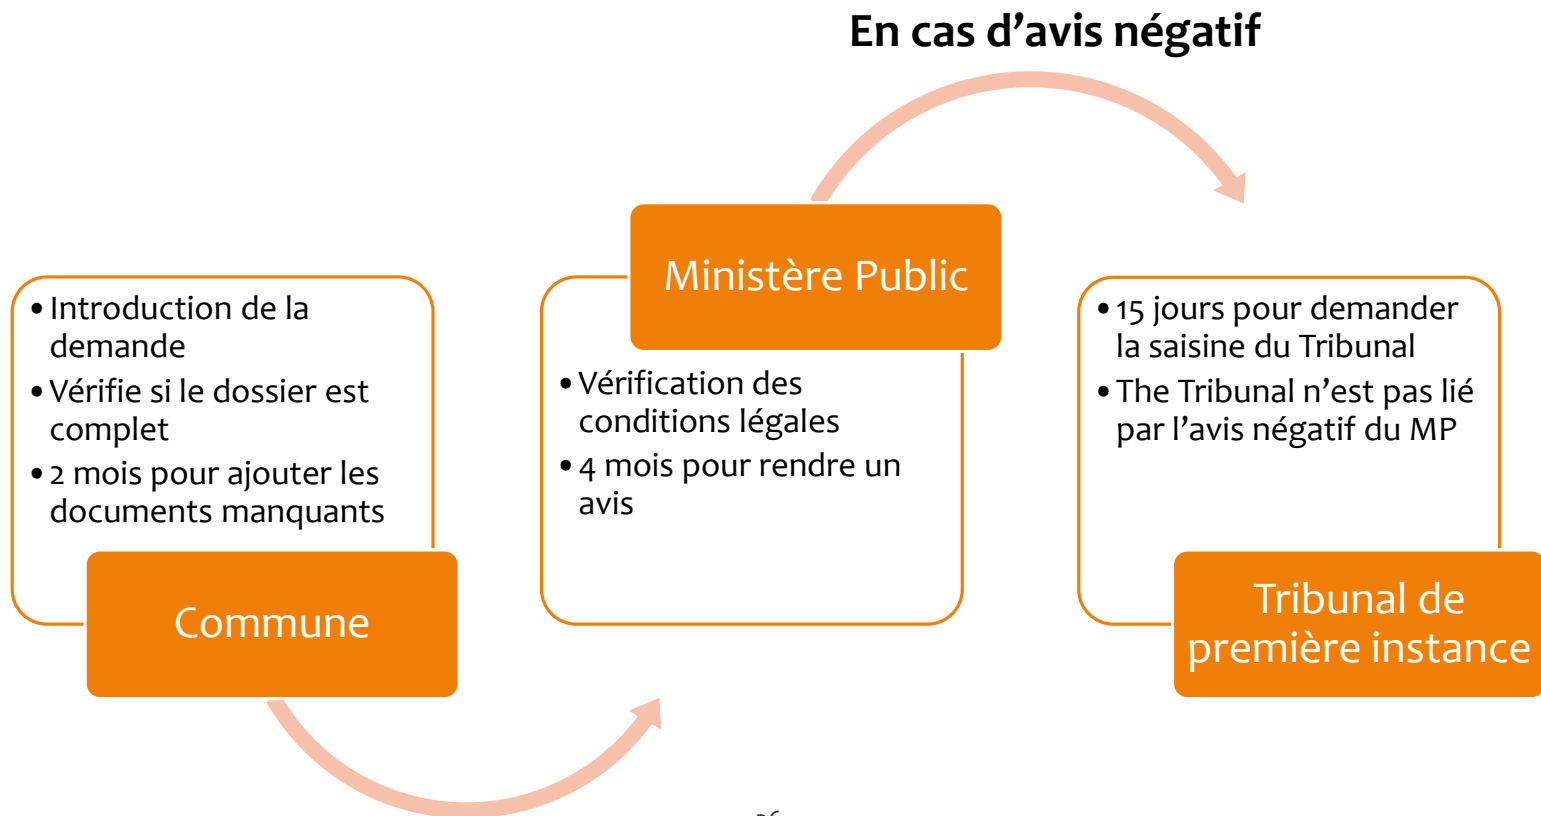 En cas d’avis négatif
• Introduction de la
demande
• Vérifie si le dossier est
complet
• 2 mois pour ajouter les
documents manquants
Commune
Ministère Public
• Vérification des
conditions légales
• 4 mois pour rendre un
avis
• 15 jours pour demander
la saisine du Tribunal
• The Tribunal n’est pas lié
par l’avis négatif du MP
Tribunal de
première instance